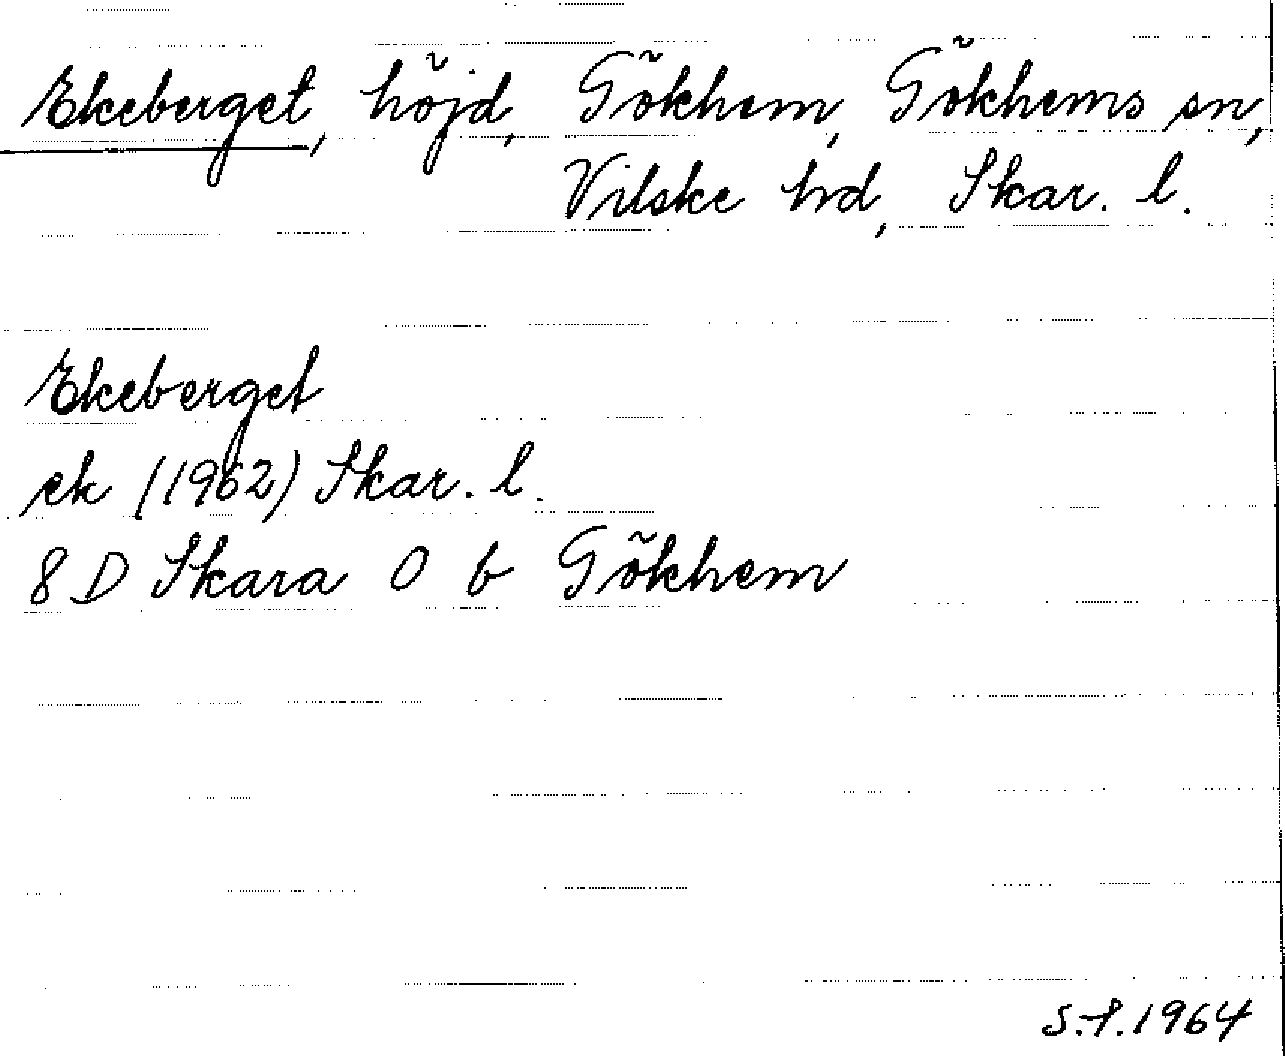 Ekeberget, höjd, Gökhem, Gökhems sn,
Vilske hd, Skar. l.
Ekeberget
ek (1962) Skar. l.
8 D Skara 0 b Gökhem
S.-f. 1964